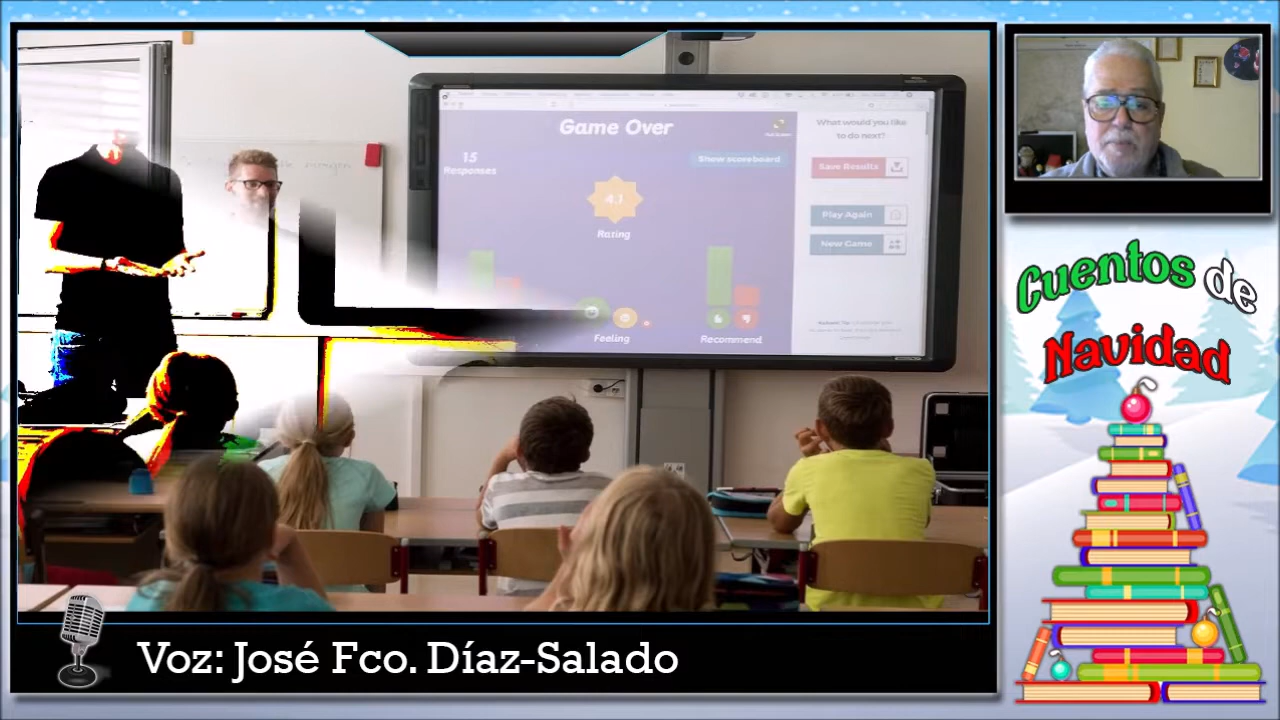 Game Over
15
Responses
Show scoreboard
4.1
Rating
Feeling
Recommend
What would you like
to do next?
Save Results
Play Again
New Game
Cuentos de
Navidad
Voz: José Fco. Díaz-Salado